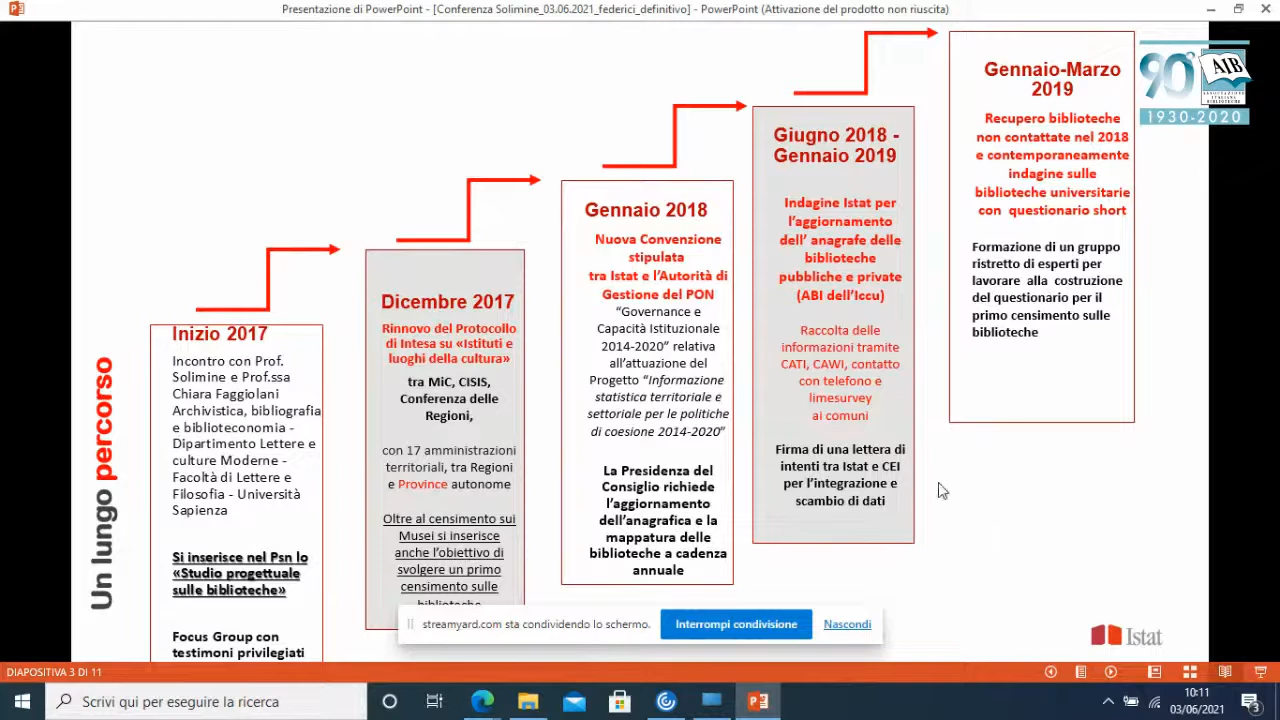 Presentazione di PowerPoint - [Conferenza Solimine_03.06.2021_federici_definitivo] - PowerPoint (Attivazione del prodotto non riuscita)
Un lungo percorso
Inizio 2017
Incontro con Prof.
Solimine e Prof.ssa
Chiara Faggiolani
Archivistica, bibliografia
e biblioteconomia -
Dipartimento Lettere e
culture Moderne -
Facoltà di Lettere e
Filosofia - Università
Sapienza
Si inserisce nel Psn lo
«Studio progettuale
sulle biblioteche»
Focus Group con
testimoni privilegiati
Dicembre 2017
Rinnovo del Protocollo
di Intesa su «Istituti e
luoghi della cultura»
tra MiC, CISIS,
Conferenza delle
Regioni,
con 17 amministrazioni
territoriali, tra Regioni
e Province autonome
Oltre al censimento sui
Musei si inserisce
anche l'obiettivo di
svolgere un primo
censimento sulle
biblioteche
Gennaio 2018
Nuova Convenzione
stipulata
tra Istat e l'Autorità di
Gestione del PON
"Governance e
Capacità Istituzionale
2014-2020" relativa
all'attuazione del
Progetto "Informazione
statistica territoriale e
settoriale per le politiche
di coesione 2014-2020"
La Presidenza del
Consiglio richiede
l'aggiornamento
dell'anagrafica e la
mappatura delle
biblioteche a cadenza
annuale
Giugno 2018 -
Gennaio 2019
Indagine Istat per
l'aggiornamento
dell' anagrafe delle
biblioteche
pubbliche e private
(ABI dell'Iccu)
Raccolta delle
informazioni tramite
CATI, CAWI, contatto
con telefono e
limesurvey
ai comuni
Firma di una lettera di
intenti tra Istat e CEI
per l'integrazione e
scambio di dati
Gennaio-Marzo
2019
Recupero biblioteche
non contattate nel 2018
e contemporaneamente
indagine sulle
biblioteche universitarie
con questionario short
Formazione di un gruppo
ristretto di esperti per
lavorare alla costruzione
del questionario per il
primo censimento sulle
biblioteche
90°
AIB
ASSOCIAZIONE
ITALIANA
BIBLIOTECHE
1930-2020
Istat
streamyard.com sta condividendo lo schermo.
Interrompi condivisione
Nascondi
DIAPOSITIVA 3 DI 11
Scrivi qui per eseguire la ricerca
10:11
03/06/2021
3